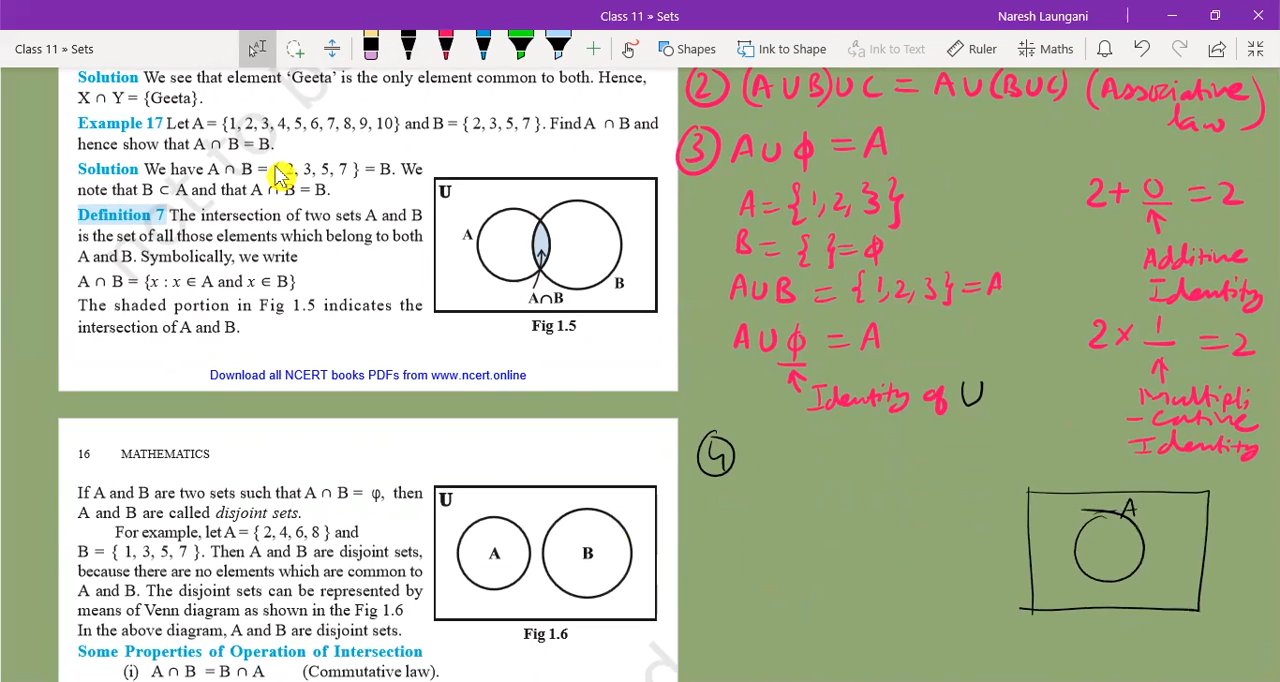 Class 11 » Sets
Naresh Laungani
Class 11 » Sets
Shapes
Ink to Shape
Ink to Text
Ruler
Maths
Solution We see that element ‘Geeta’ is the only element common to both. Hence,
X ∩ Y = {Geeta}.
Example 17 Let A = {1, 2, 3, 4, 5, 6, 7, 8, 9, 10} and B = { 2, 3, 5, 7 }. Find A ∩ B and
hence show that A ∩ B = B.
Solution We have A ∩ B = 2, 3, 5, 7 } = B. We
note that B ⊂ A and that A ∩ B = B.
Definition 7 The intersection of two sets A and B
is the set of all those elements which belong to both
A and B. Symbolically, we write
A ∩ B = {x : x ∈ A and x ∈ B}
The shaded portion in Fig 1.5 indicates the
intersection of A and B.
U
A
B
A∩B
Fig 1.5
Download all NCERT books PDFs from www.ncert.online
16 MATHEMATICS
If A and B are two sets such that A ∩ B = φ, then
A and B are called disjoint sets.
For example, let A = { 2, 4, 6, 8 } and
B = { 1, 3, 5, 7 }. Then A and B are disjoint sets,
because there are no elements which are common to
A and B. The disjoint sets can be represented by
means of Venn diagram as shown in the Fig 1.6
In the above diagram, A and B are disjoint sets.
U
A
B
Fig 1.6
Some Properties of Operation of Intersection
(i) A ∩ B = B ∩ A (Commutative law).
② (A ∪ B) ∪ C = A ∪ (B ∪ C) (Associative
law)
③ A ∪ ϕ = A
A = {1, 2, 3}
B = { } = ϕ
A ∪ B = {1, 2, 3} = A
A ∪ ϕ = A
Identity of ∪
④
2 + 0 = 2
Additive
Identity
2 × 1 = 2
Multipli
-cative
Identity
A
not to b